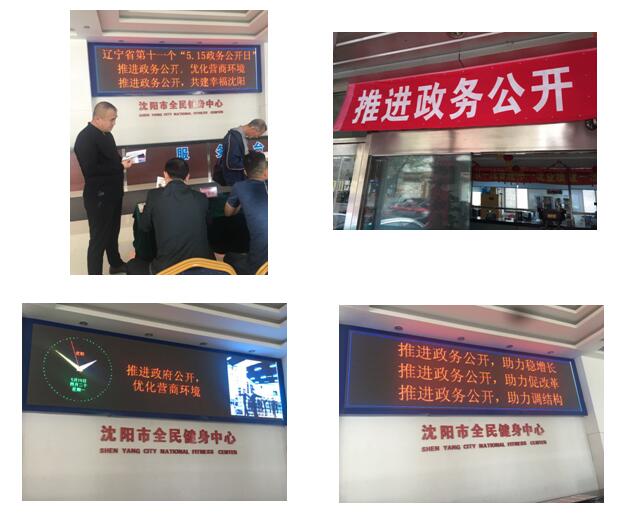 辽宁省第十一个“5.15政务公开日”
推进政务公开，优化营商环境
推进政务公开，共建幸福沈阳
沈阳市全民健身中心
SHEN YANG CITY NATIONAL FITNESS CENTER
服务台
推进政务公开
推进政府公开，
优化营商环境
沈阳市全民健身中心
SHEN YANG CITY NATIONAL FITNESS CENTER
推进政务公开，助力稳增长
推进政务公开，助力促改革
推进政务公开，助力调结构
沈阳市全民健身中心
SHEN YANG CITY NATIONAL FITNESS CENTER